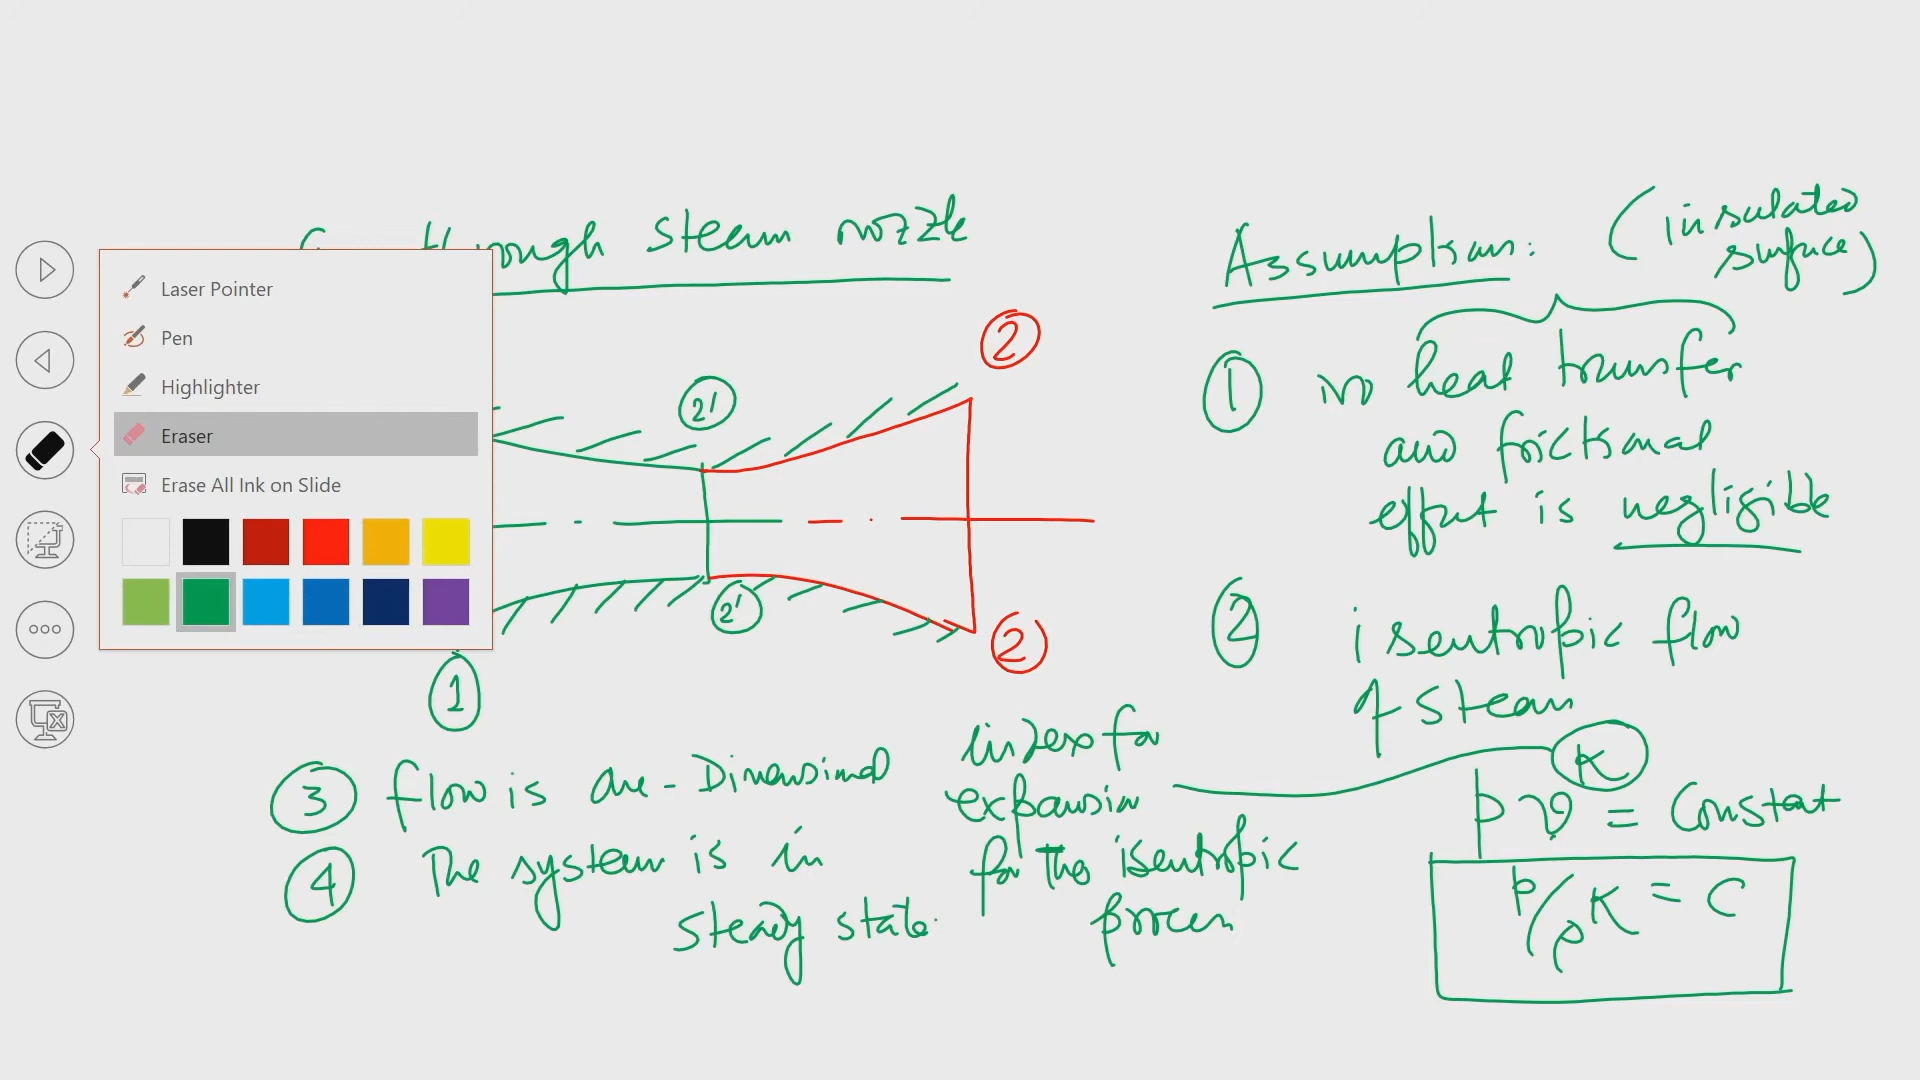 through steam nozzle
Laser Pointer
Pen
Highlighter
Eraser
Erase All Ink on Slide
2
2'
2'
2
1
Assumptions: (insulated
surface)
1 no heat transfer
and frictional
effect is negligible
2 isentropic flow
of steam
pv^K = Constant
p/ρ^K = C
index for
expansion
for the isentropic
process
3 flow is one-Dimensional
4 The system is in
steady state.